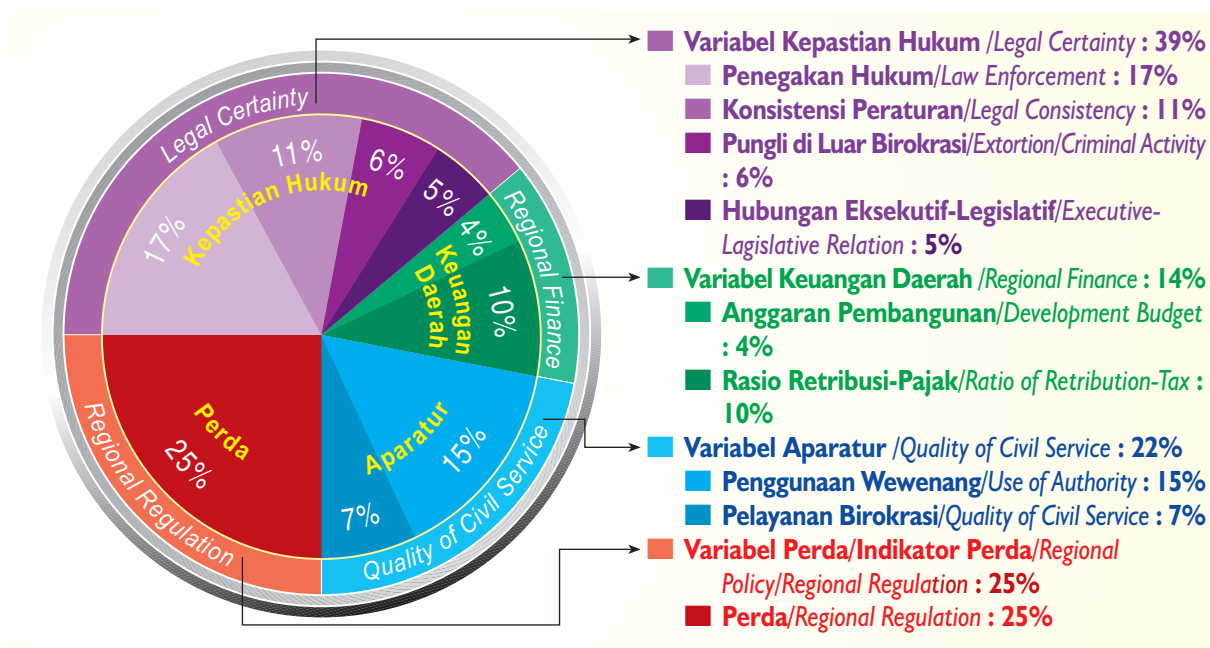 Legal Certainty
Kepastian Hukum
17%
11%
6%
5%
Regional Finance
Keuangan
Daerah
4%
10%
Quality of Civil Service
Aparatur
15%
7%
Regional Regulation
Perda
25%
Variabel Kepastian Hukum /Legal Certainty : 39%
Penegakan Hukum/Law Enforcement : 17%
Konsistensi Peraturan/Legal Consistency : 11%
Pungli di Luar Birokrasi/Extortion/Criminal Activity
: 6%
Hubungan Eksekutif-Legislatif/Executive-
Lagislative Relation : 5%
Variabel Keuangan Daerah /Regional Finance : 14%
Anggaran Pembangunan/Development Budget
: 4%
Rasio Retribusi-Pajak/Ratio of Retribution-Tax :
10%
Variabel Aparatur /Quality of Civil Service : 22%
Penggunaan Wewenang/Use of Authority : 15%
Pelayanan Birokrasi/Quality of Civil Service : 7%
Variabel Perda/Indikator Perda/Regional
Policy/Regional Regulation : 25%
Perda/Regional Regulation : 25%